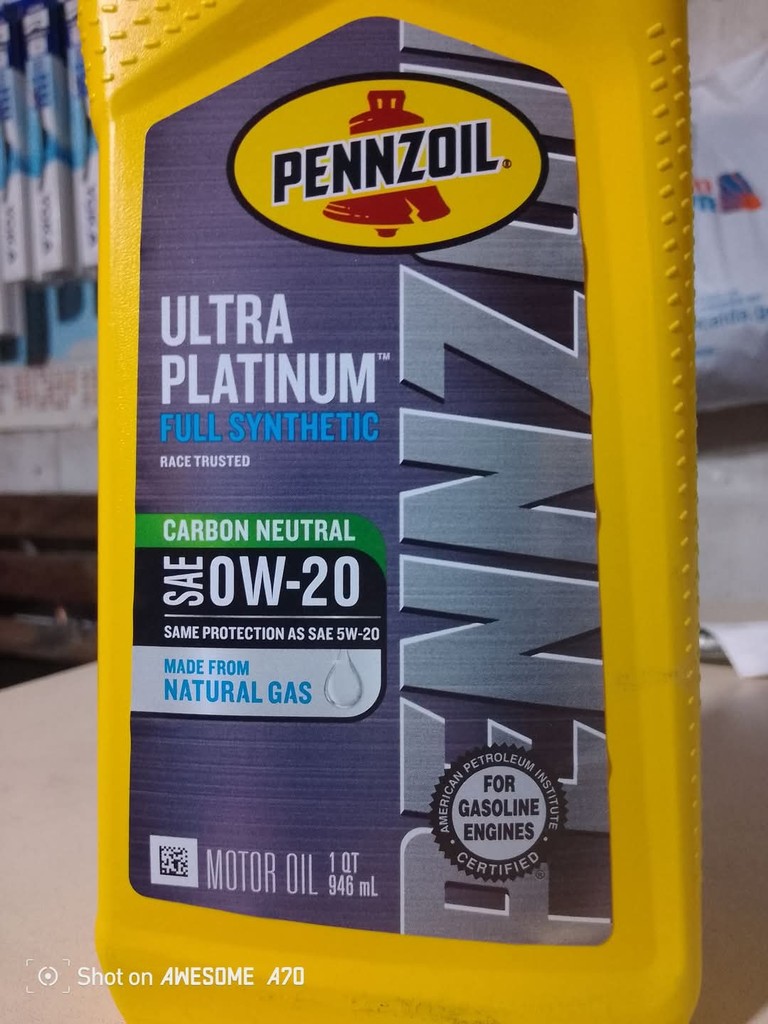 PENNZOIL®
ULTRA
PLATINUM™
FULL SYNTHETIC
RACE TRUSTED
CARBON NEUTRAL
SAE 0W-20
SAME PROTECTION AS SAE 5W-20
MADE FROM
NATURAL GAS
PENNZO
AMERICAN PETROLEUM INSTITUTE
FOR
GASOLINE
ENGINES
CERTIFIED ®
MOTOR OIL 1 QT
946 mL
Shot on AWESOME A70